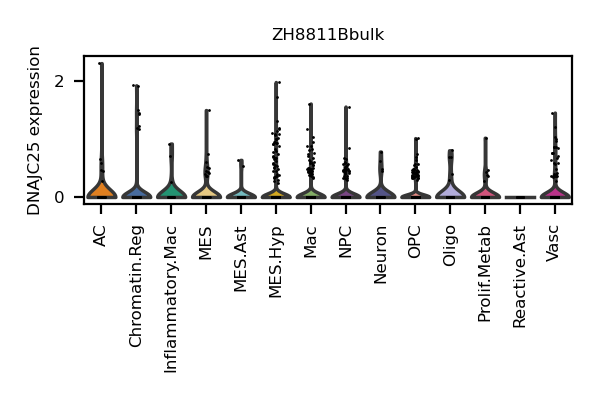 ZH8811Bbulk
DNAJC25 expression
2
0
AC
Chromatin.Reg
Inflammatory.Mac
MES
MES.Ast
MES.Hyp
Mac
NPC
Neuron
OPC
Oligo
Prolif.Metab
Reactive.Ast
Vasc